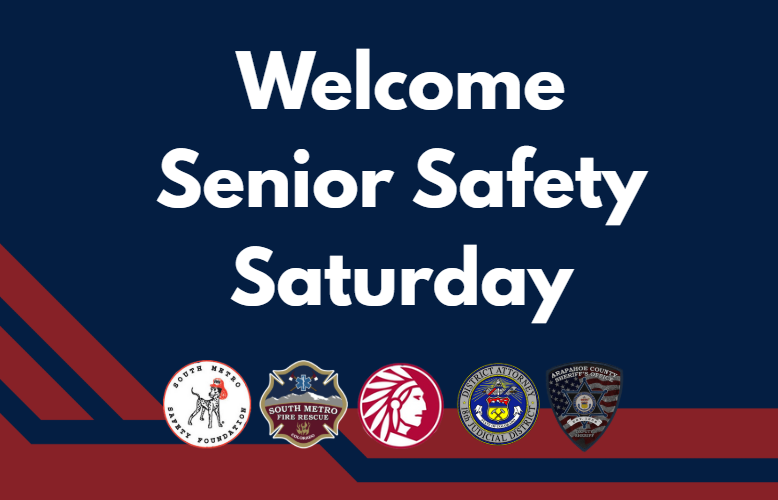 Welcome
Senior Safety
Saturday
SOUTH METRO
SAFETY FOUNDATION
SOUTH METRO
FIRE RESCUE
COLORADO
DISTRICT ATTORNEY
18TH JUDICIAL DISTRICT
ARAPAHOE COUNTY
SHERIFF'S OFFICE